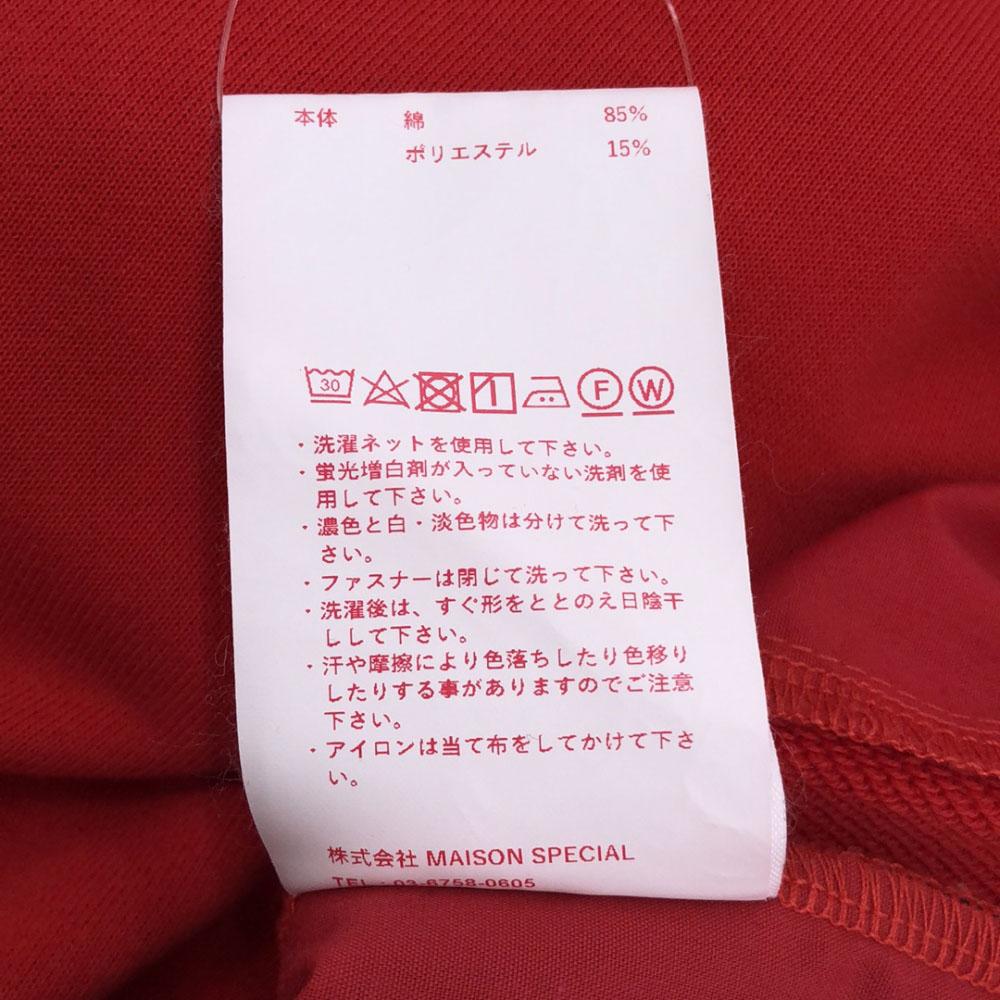 本体 綿 85%
ポリエステル 15%
30 F W
・洗濯ネットを使用して下さい。
・蛍光増白剤が入っていない洗剤を使
用して下さい。
・濃色と白・淡色物は分けて洗って下
さい。
・ファスナーは閉じて洗って下さい。
・洗濯後は、すぐ形をととのえ日陰干
しして下さい。
・汗や摩擦により色落ちしたり色移り
したりする事がありますのでご注意
下さい。
・アイロンは当て布をしてかけて下さ
い。
株式会社 MAISON SPECIAL
TEL：03-6758-0605